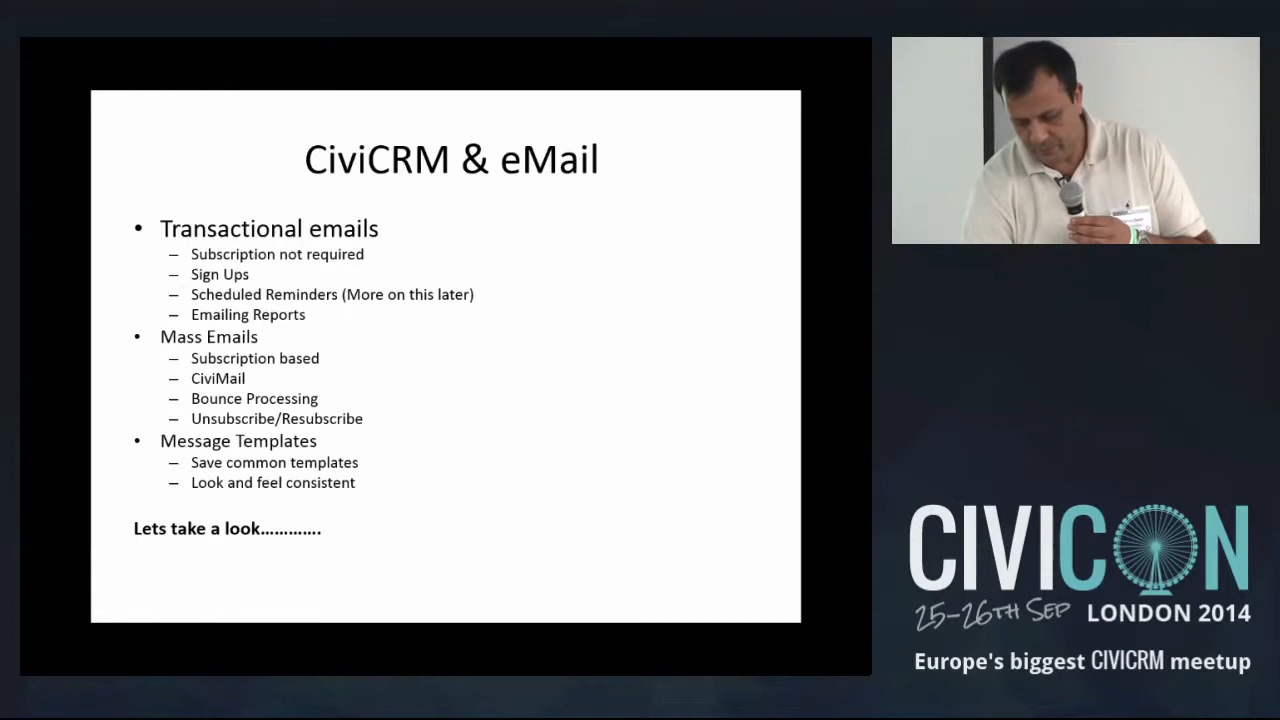 CiviCRM & eMail
• Transactional emails
– Subscription not required
– Sign Ups
– Scheduled Reminders (More on this later)
– Emailing Reports
• Mass Emails
– Subscription based
– CiviMail
– Bounce Processing
– Unsubscribe/Resubscribe
• Message Templates
– Save common templates
– Look and feel consistent
Lets take a look………….
CIVICON
25-26TH SEP LONDON 2014
Europe's biggest CIVICRM meetup